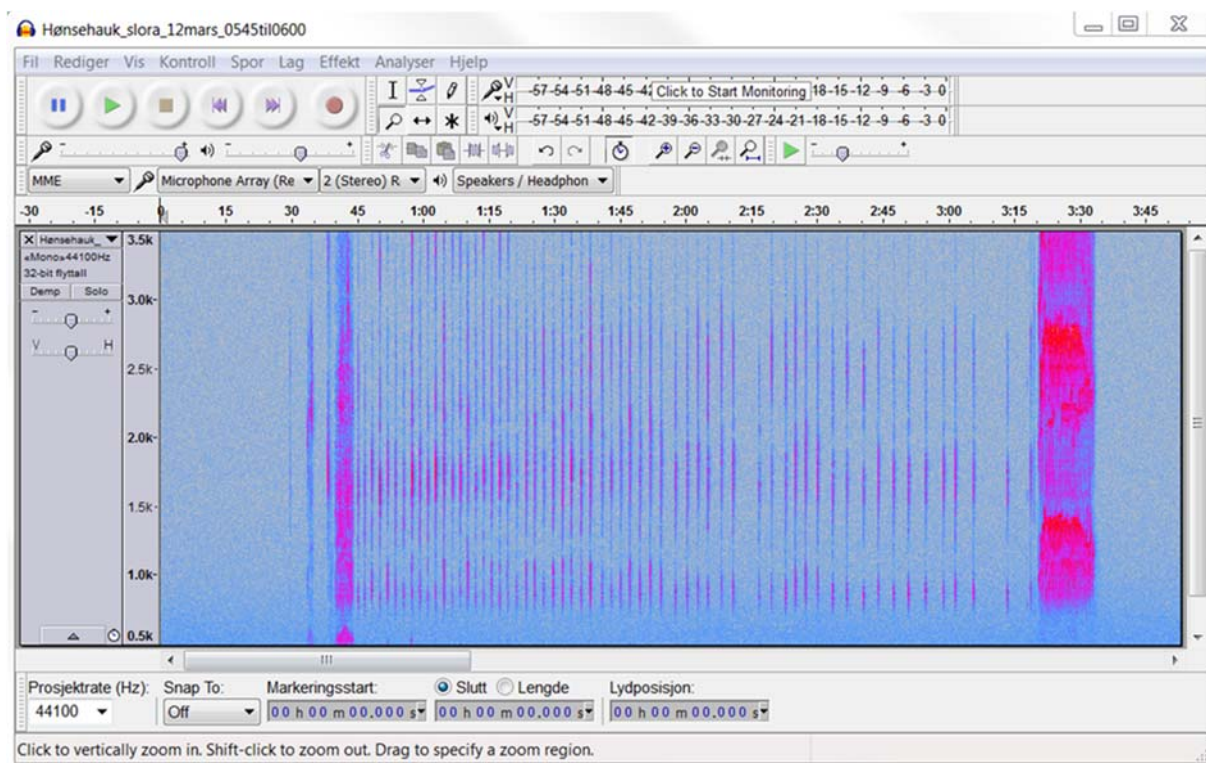 Hønsehauk_slora_12mars_0545til0600
Fil Rediger Vis Kontroll Spor Lag Effekt Analyser Hjelp
V H -57 -54 -51 -48 -45 -42 Click to Start Monitoring 18 -15 -12 -9 -6 -3 0
V H -57 -54 -51 -48 -45 -42 -39 -36 -33 -30 -27 -24 -21 -18 -15 -12 -9 -6 -3 0
MME Microphone Array (Re 2 (Stereo) R Speakers / Headphon
-30 -15 0 15 30 45 1:00 1:15 1:30 1:45 2:00 2:15 2:30 2:45 3:00 3:15 3:30 3:45
X Hønsehauk_ 3.5k
«Mono»44100Hz
32-bit flyttall
Demp Solo
3.0k-
- +
V H
2.5k-
2.0k-
1.5k-
1.0k-
0.5k
Prosjektrate (Hz): Snap To: Markeringsstart: Slutt Lengde Lydposisjon:
44100 Off 00 h 00 m 00,000 s 00 h 00 m 00,000 s 00 h 00 m 00,000 s
Click to vertically zoom in. Shift-click to zoom out. Drag to specify a zoom region.